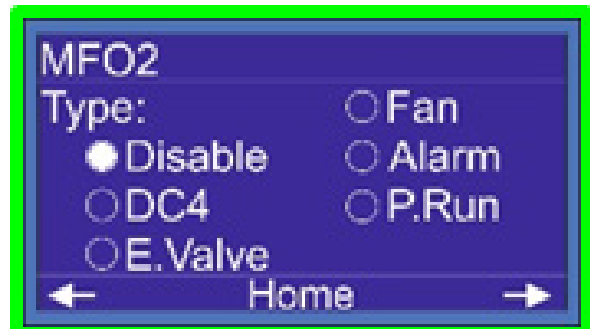 MFO2
Type:
Fan
Disable
Alarm
DC4
P.Run
E.Valve
Home